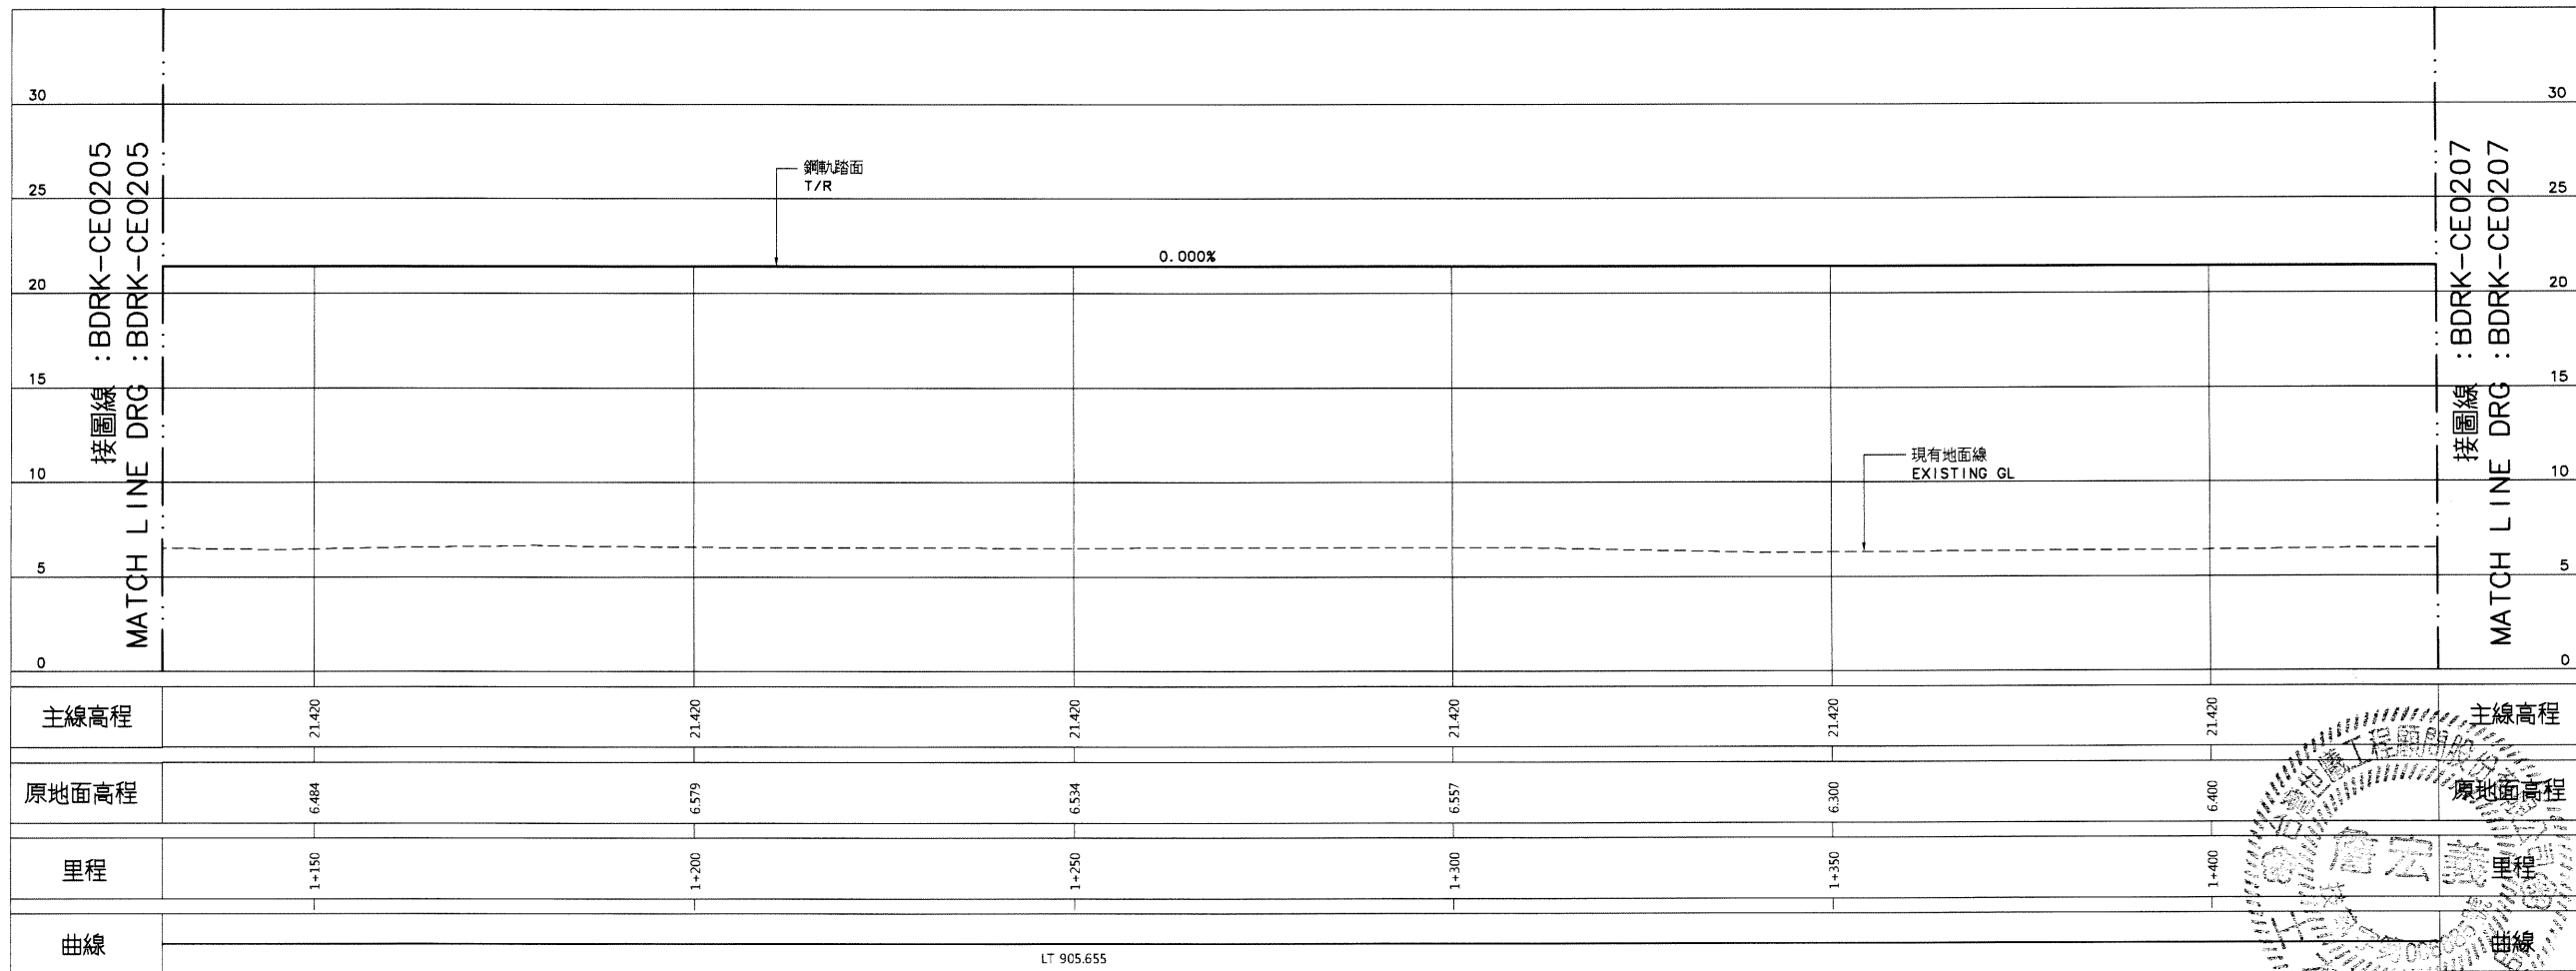 30
30
接圖線 :BDRK-CE0205
MATCH LINE DRG :BDRK-CE0205
接圖線 :BDRK-CE0207
MATCH LINE DRG :BDRK-CE0207
鋼軌踏面
T/R
25
25
0.000%
20
20
15
15
現有地面線
EXISTING GL
10
10
5
5
0
0
主線高程 21.420 21.420 21.420 21.420 21.420 21.420 主線高程
原地面高程 6.484 6.579 6.534 6.557 6.300 6.400 原地面高程
里程 1+150 1+200 1+250 1+300 1+350 1+400 里程
曲線 LT 905.655 曲線
詹宏義